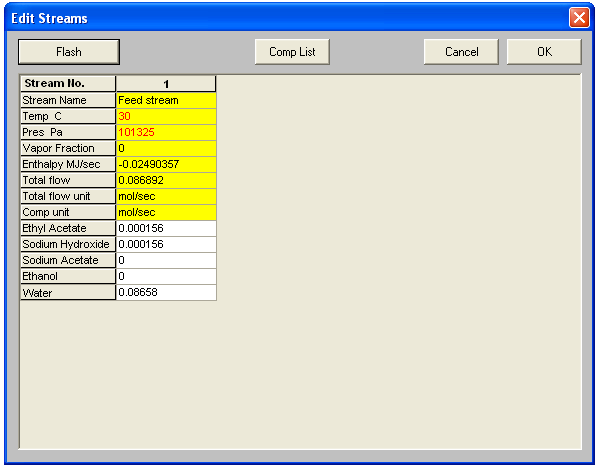 Edit Streams
Flash Comp List Cancel OK
Stream No. 1
Stream Name Feed stream
Temp C 30
Pres Pa 101325
Vapor Fraction 0
Enthalpy MJ/sec -0.02490357
Total flow 0.086892
Total flow unit mol/sec
Comp unit mol/sec
Ethyl Acetate 0.000156
Sodium Hydroxide 0.000156
Sodium Acetate 0
Ethanol 0
Water 0.08658